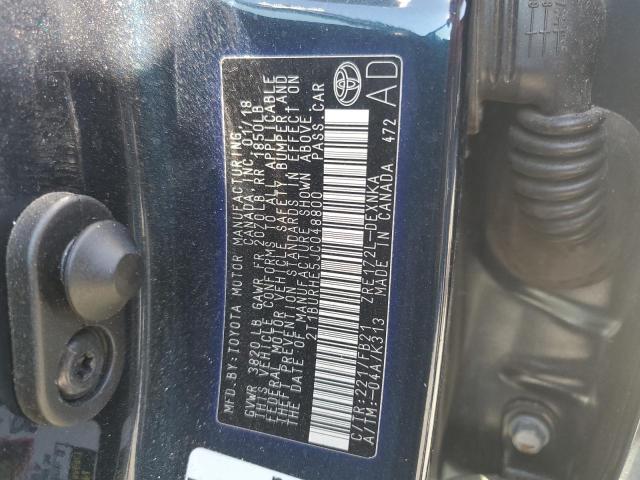 MFD.BY:TOYOTA MOTOR MANUFACTURING
CANADA INC. 01/18
GVWR 3820LB GAWR FR 2070LB RR 1850LB
THIS VEHICLE CONFORMS TO ALL APPLICABLE
FEDERAL MOTOR VEHICLE SAFETY, BUMPER, AND
THEFT PREVENTION STANDARDS IN EFFECT ON
THE DATE OF MANUFACTURE SHOWN ABOVE.
2T1BURHE5JC048800 PASS.CAR
C/TR:221/FB21 ZRE172L-DEXNKA
A/TM:-04A/K313 MADE IN CANADA 472
AD